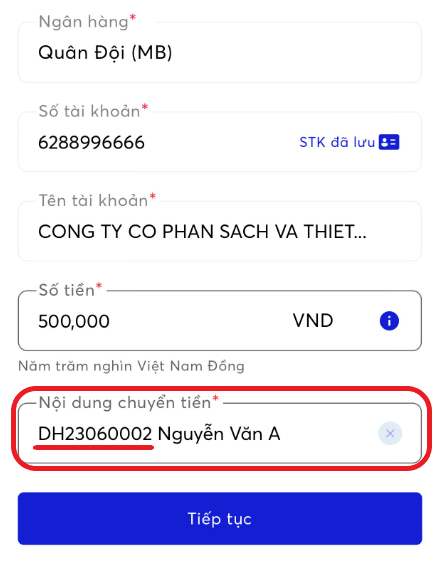 Ngân hàng*
Quân Đội (MB)
Số tài khoản*
6288996666 STK đã lưu
Tên tài khoản*
CONG TY CO PHAN SACH VA THIET...
Số tiền*
500,000 VND
Năm trăm nghìn Việt Nam Đồng
Nội dung chuyển tiền*
DH23060002 Nguyễn Văn A
Tiếp tục